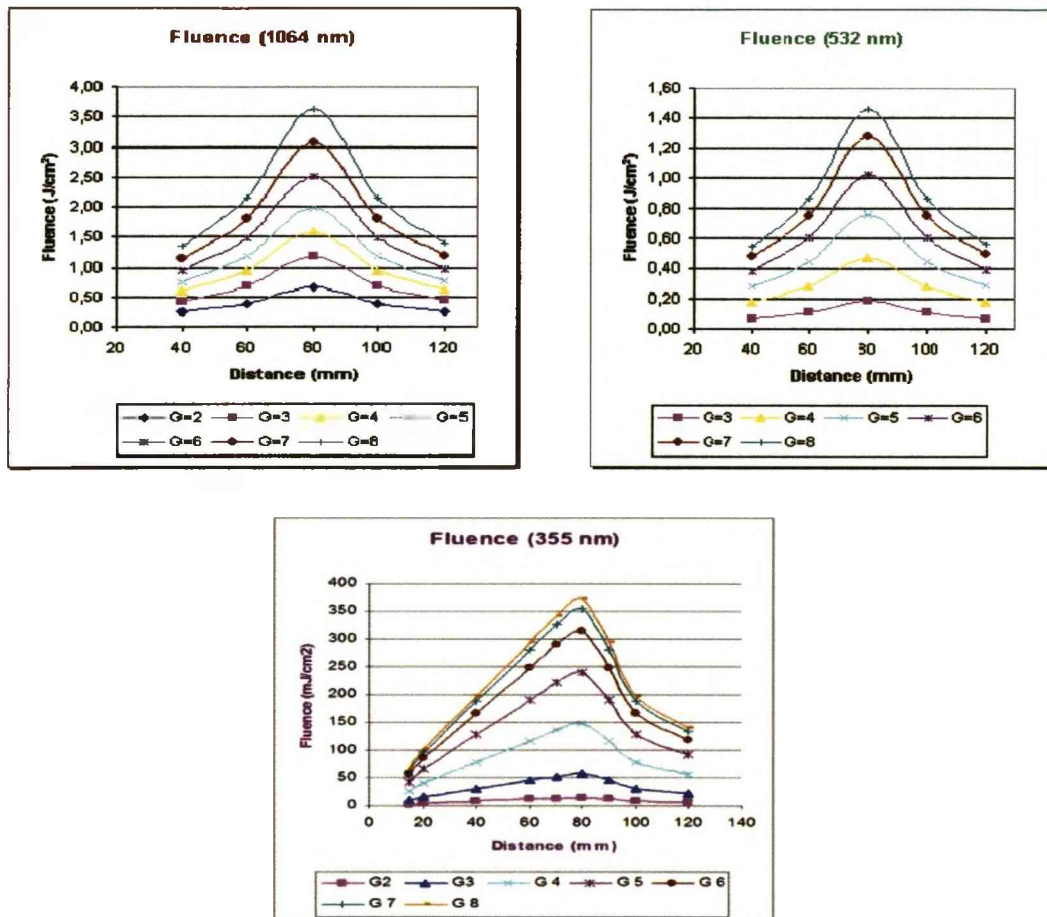 Fluence (1064 nm)
4,00
3,50
3,00
2,50
2,00
1,50
1,00
0,50
0,00
Fluence (J/cm²)
20 40 60 80 100 120
Distance (mm)
G=2 G=3 G=4 G=5
G=6 G=7 G=8
Fluence (532 nm)
1,60
1,40
1,20
1,00
0,80
0,60
0,40
0,20
0,00
Fluence (J/cm²)
20 40 60 80 100 120
Distance (mm)
G=3 G=4 G=5 G=6
G=7 G=8
Fluence (355 nm)
400
350
300
250
200
150
100
50
0
Fluence (mJ/cm2)
0 20 40 60 80 100 120 140
Distance (mm)
G2 G3 G 4 G 5 G 6
G 7 G 8